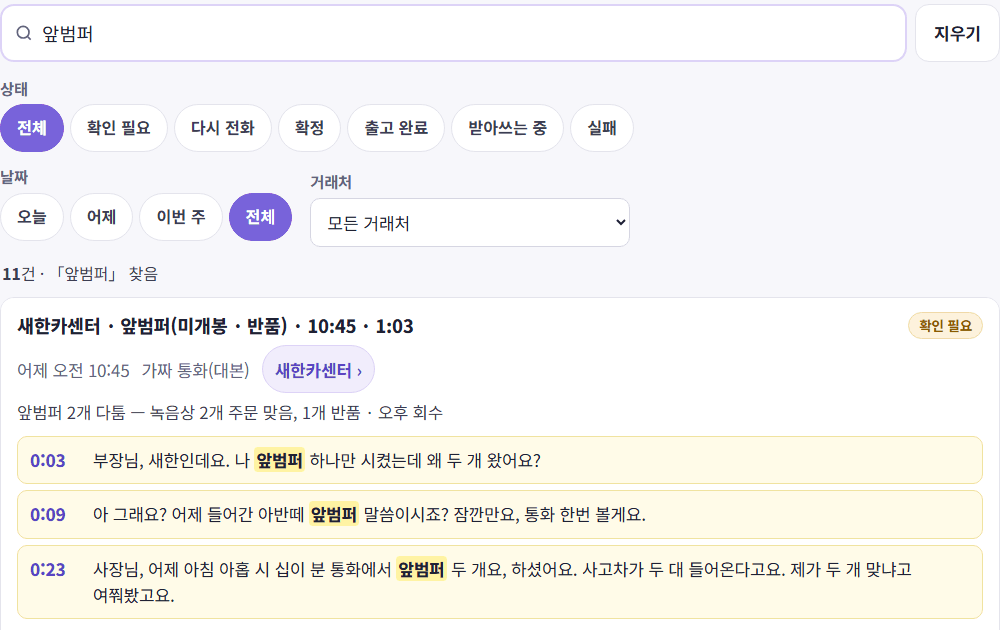 앞범퍼
지우기
상태
전체
확인 필요
다시 전화
확정
출고 완료
받아쓰는 중
실패
날짜
거래처
오늘
어제
이번 주
전체
모든 거래처
11건 · 「앞범퍼」 찾음
새한카센터 · 앞범퍼(미개봉 · 반품) · 10:45 · 1:03
확인 필요
어제 오전 10:45 가짜 통화(대본) 새한카센터 ›
앞범퍼 2개 다툼 — 녹음상 2개 주문 맞음, 1개 반품 · 오후 회수
0:03 부장님, 새한인데요. 나 앞범퍼 하나만 시켰는데 왜 두 개 왔어요?
0:09 아 그래요? 어제 들어간 아반떼 앞범퍼 말씀이시죠? 잠깐만요, 통화 한번 볼게요.
0:23 사장님, 어제 아침 아홉 시 십이 분 통화에서 앞범퍼 두 개요, 하셨어요. 사고차가 두 대 들어온다고요. 제가 두 개 맞냐고
여쭤봤고요.